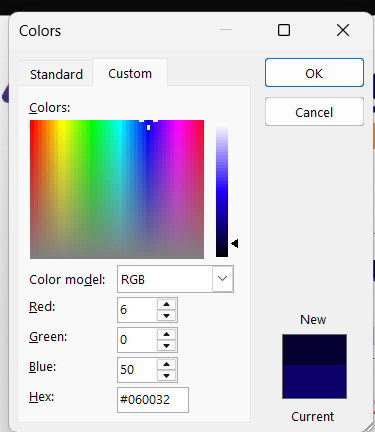 Colors
Standard
Custom
OK
Cancel
Colors:
Color model: RGB
Red: 6
Green: 0
Blue: 50
Hex: #060032
New
Current